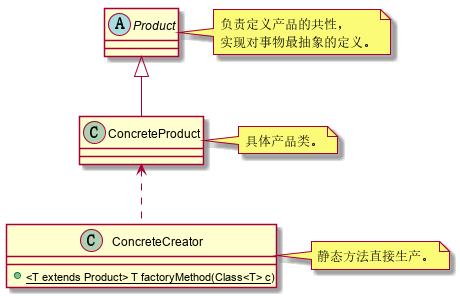 A Product
负责定义产品的共性，
实现对事物最抽象的定义。
C ConcreteProduct
具体产品类。
C ConcreteCreator
<T extends Product> T factoryMethod(Class<T> c)
静态方法直接生产。